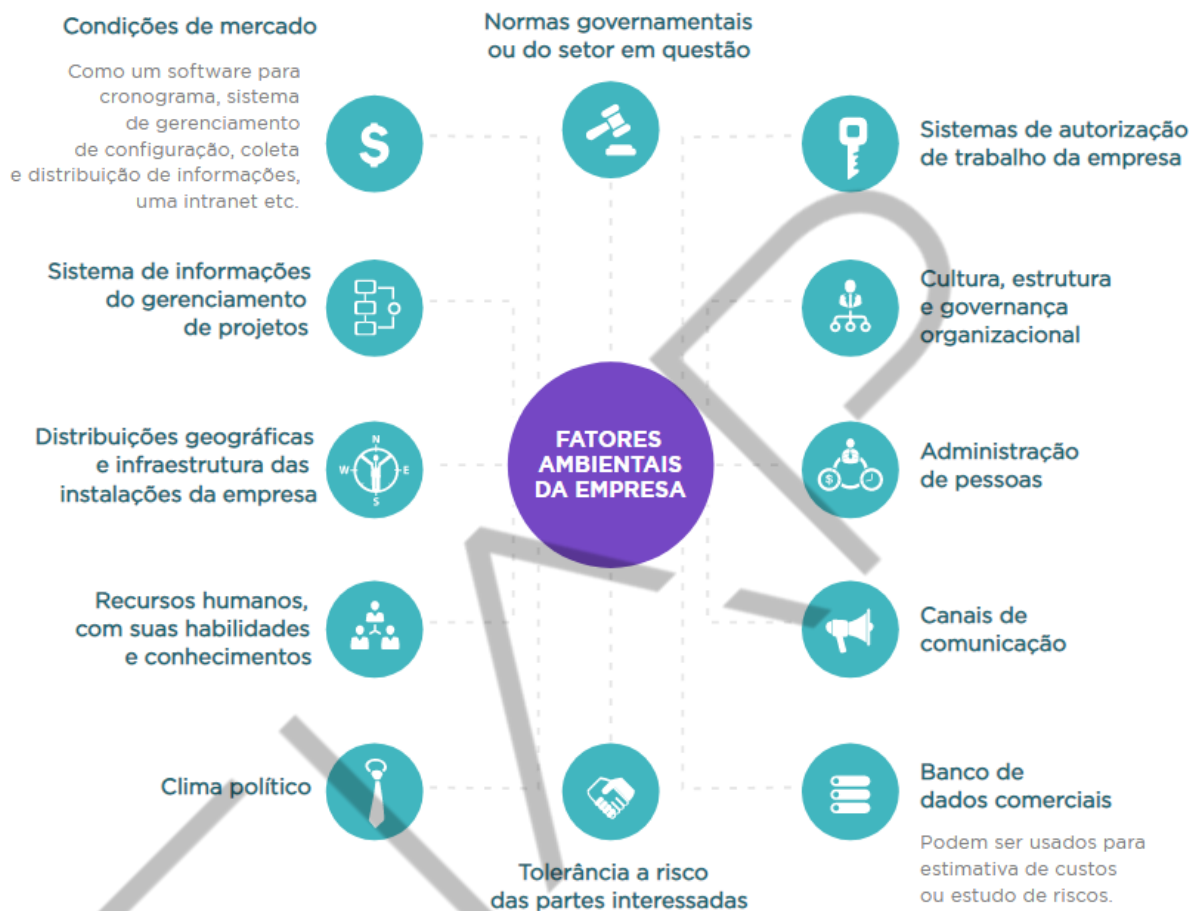 Condições de mercado
Como um software para
cronograma, sistema
de gerenciamento
de configuração, coleta
e distribuição de informações,
uma intranet etc.
Normas governamentais
ou do setor em questão
Sistemas de autorização
de trabalho da empresa
Sistema de informações
do gerenciamento
de projetos
Cultura, estrutura
e governança
organizacional
Distribuições geográficas
e infraestrutura das
instalações da empresa
N
W
E
S
FATORES
AMBIENTAIS
DA EMPRESA
$
$
Administração
de pessoas
Recursos humanos,
com suas habilidades
e conhecimentos
Canais de
comunicação
Clima político
Tolerância a risco
das partes interessadas
Banco de
dados comerciais
Podem ser usados para
estimativa de custos
ou estudo de riscos.